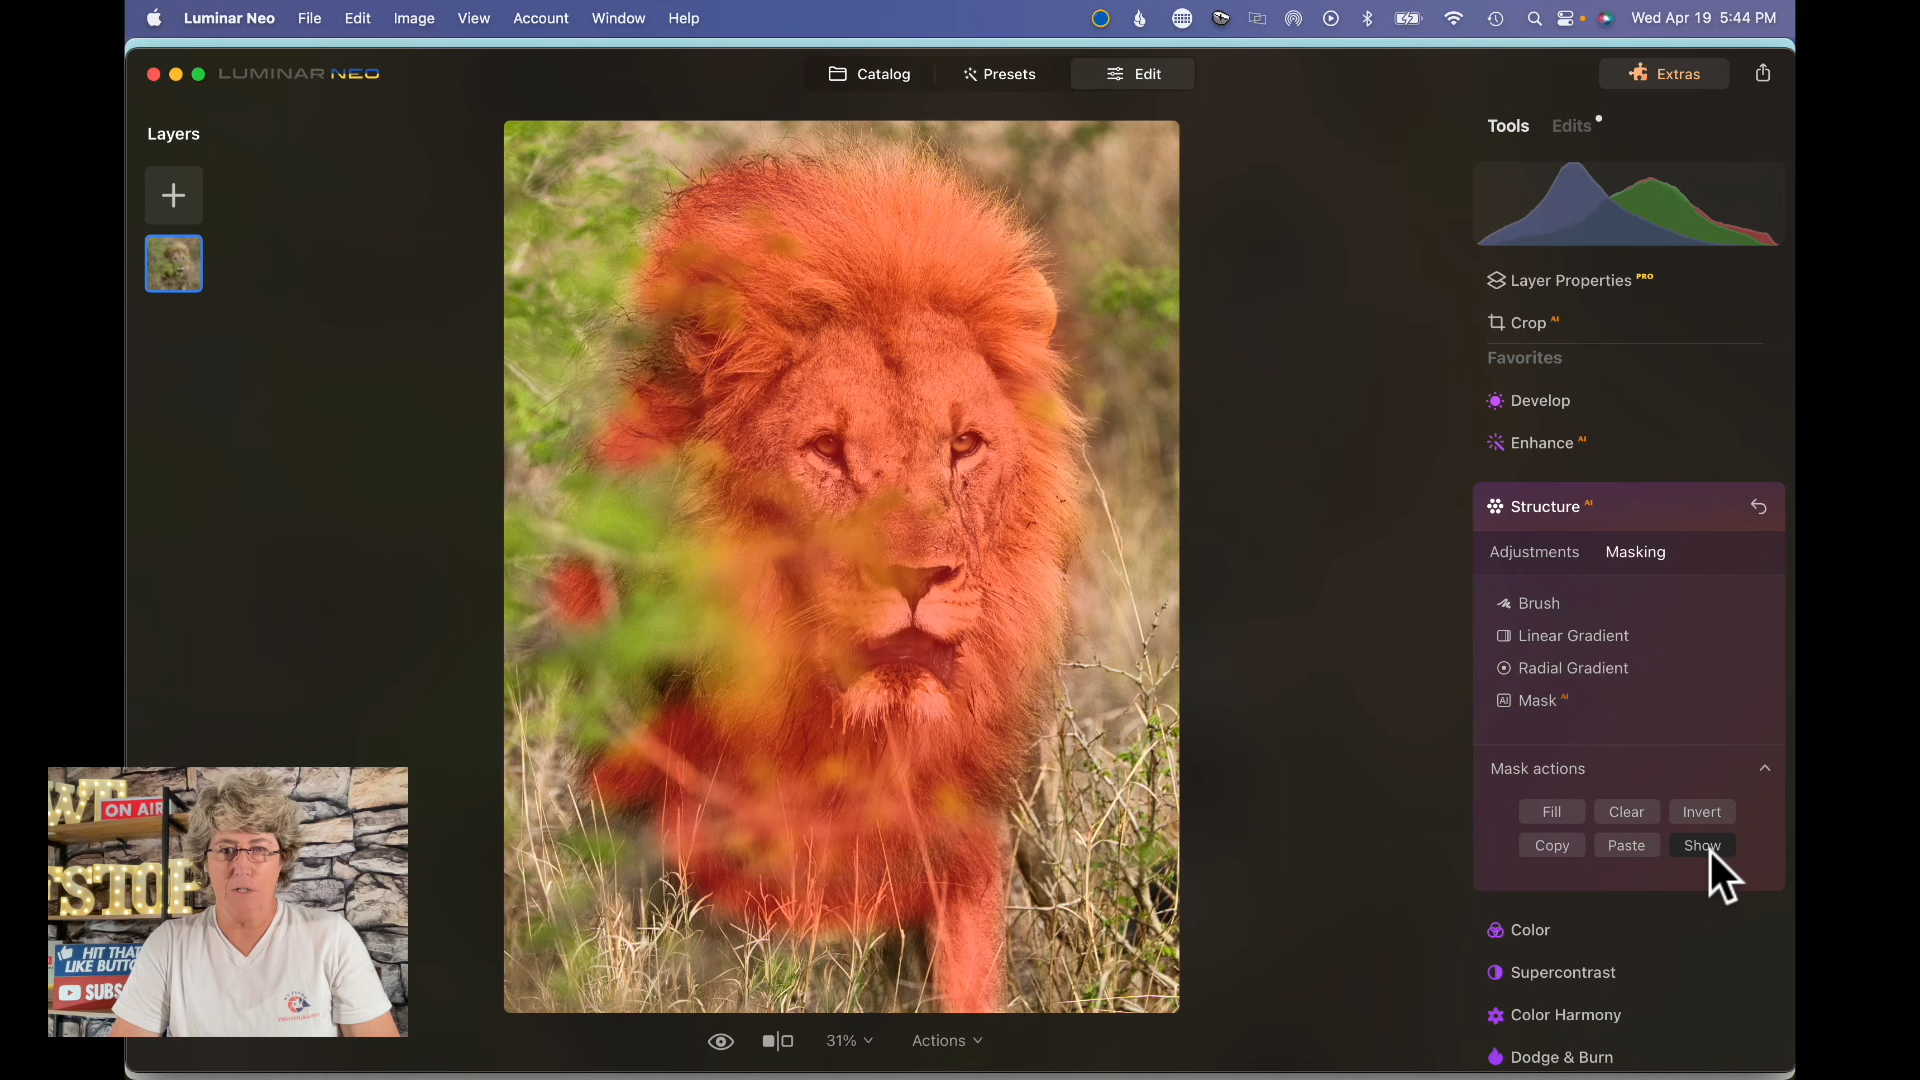 Luminar Neo File Edit Image View Account Window Help Wed Apr 19 5:44 PM
LUMINAR NEO
Catalog Presets Edit
Extras
Layers
Tools Edits
Layer Properties PRO
Crop AI
Favorites
Develop
Enhance AI
Structure AI
Adjustments Masking
Brush
Linear Gradient
Radial Gradient
AI Mask AI
Mask actions
Fill Clear Invert
Copy Paste Show
Color
Supercontrast
Color Harmony
Dodge & Burn
31% Actions
ON AIR
HIT THAT
LIKE BUTTO
SUBS